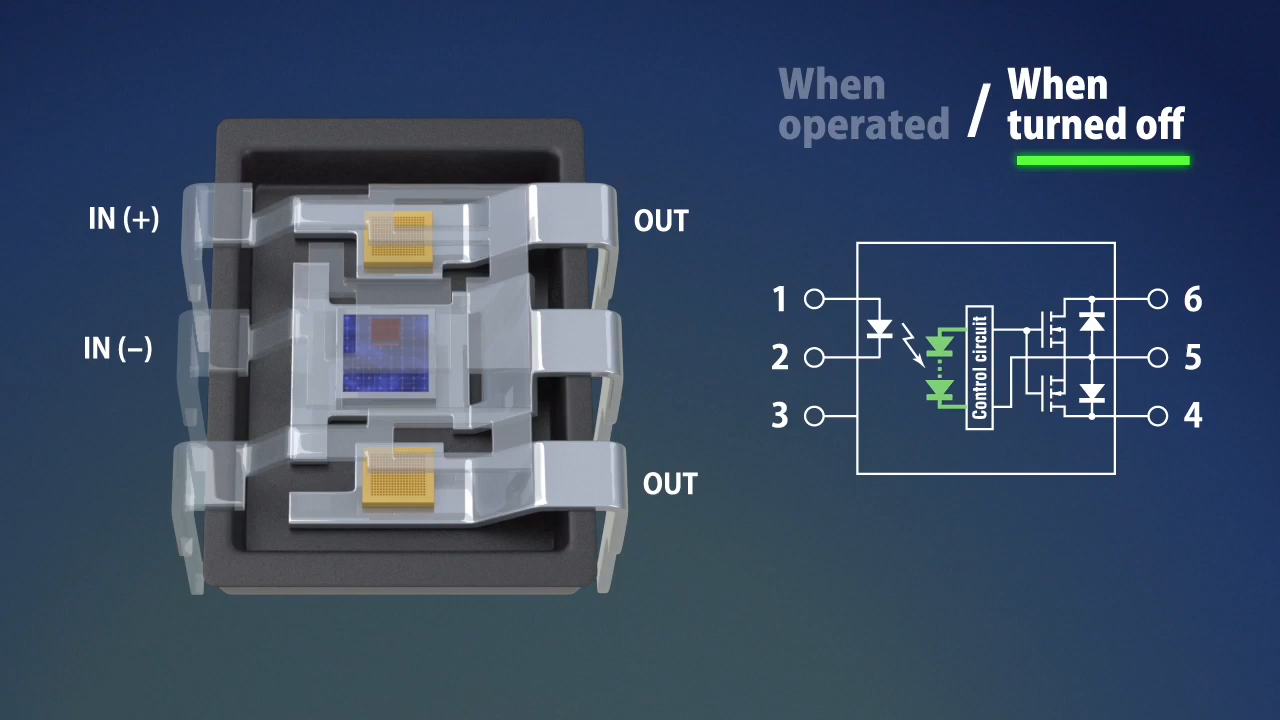 When
operated
/
When
turned off
IN (+)
OUT
IN (−)
OUT
1
2
3
Control circuit
6
5
4